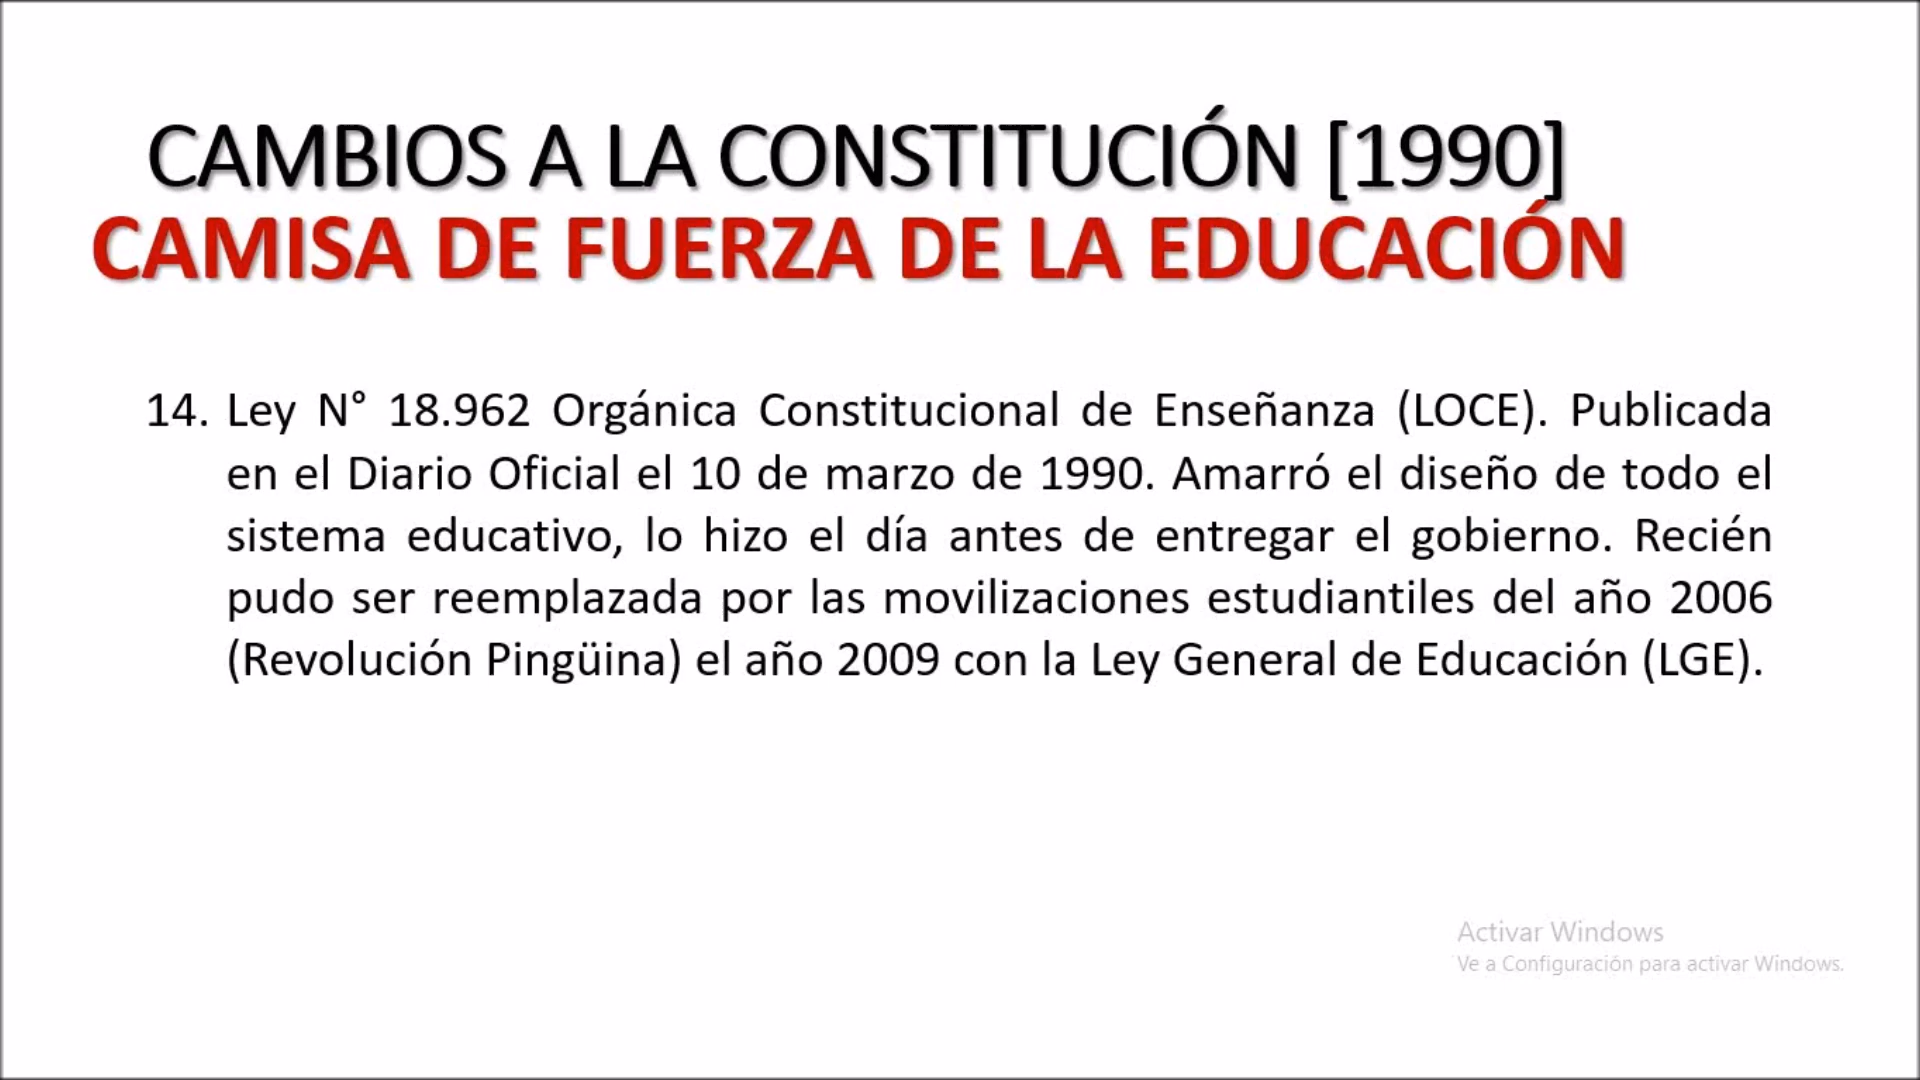 CAMBIOS A LA CONSTITUCIÓN [1990]
CAMISA DE FUERZA DE LA EDUCACIÓN
14. Ley N° 18.962 Orgánica Constitucional de Enseñanza (LOCE). Publicada
en el Diario Oficial el 10 de marzo de 1990. Amarró el diseño de todo el
sistema educativo, lo hizo el día antes de entregar el gobierno. Recién
pudo ser reemplazada por las movilizaciones estudiantiles del año 2006
(Revolución Pingüina) el año 2009 con la Ley General de Educación (LGE).
Activar Windows
Ve a Configuración para activar Windows.